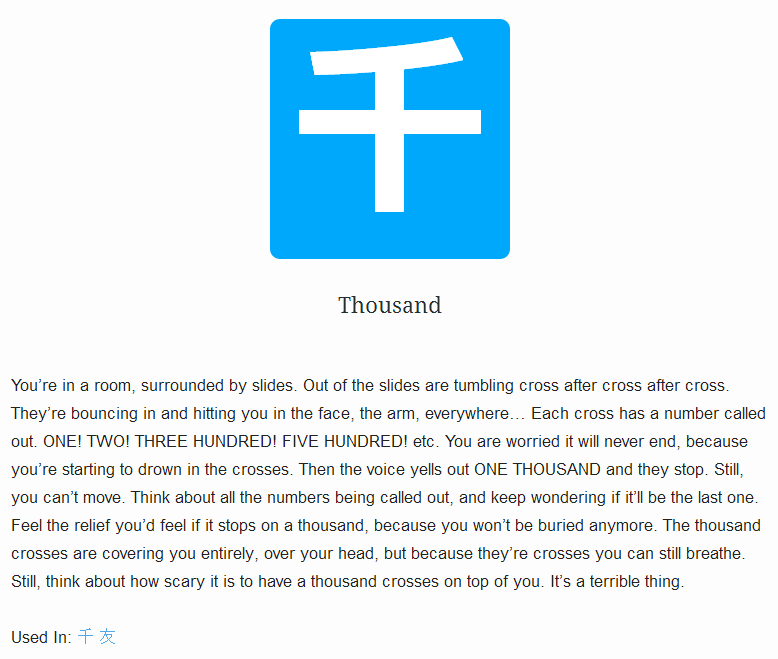 千
Thousand
You’re in a room, surrounded by slides. Out of the slides are tumbling cross after cross after cross.
They’re bouncing in and hitting you in the face, the arm, everywhere… Each cross has a number called
out. ONE! TWO! THREE HUNDRED! FIVE HUNDRED! etc. You are worried it will never end, because
you’re starting to drown in the crosses. Then the voice yells out ONE THOUSAND and they stop. Still,
you can’t move. Think about all the numbers being called out, and keep wondering if it’ll be the last one.
Feel the relief you’d feel if it stops on a thousand, because you won’t be buried anymore. The thousand
crosses are covering you entirely, over your head, but because they’re crosses you can still breathe.
Still, think about how scary it is to have a thousand crosses on top of you. It’s a terrible thing.
Used In: 千 友